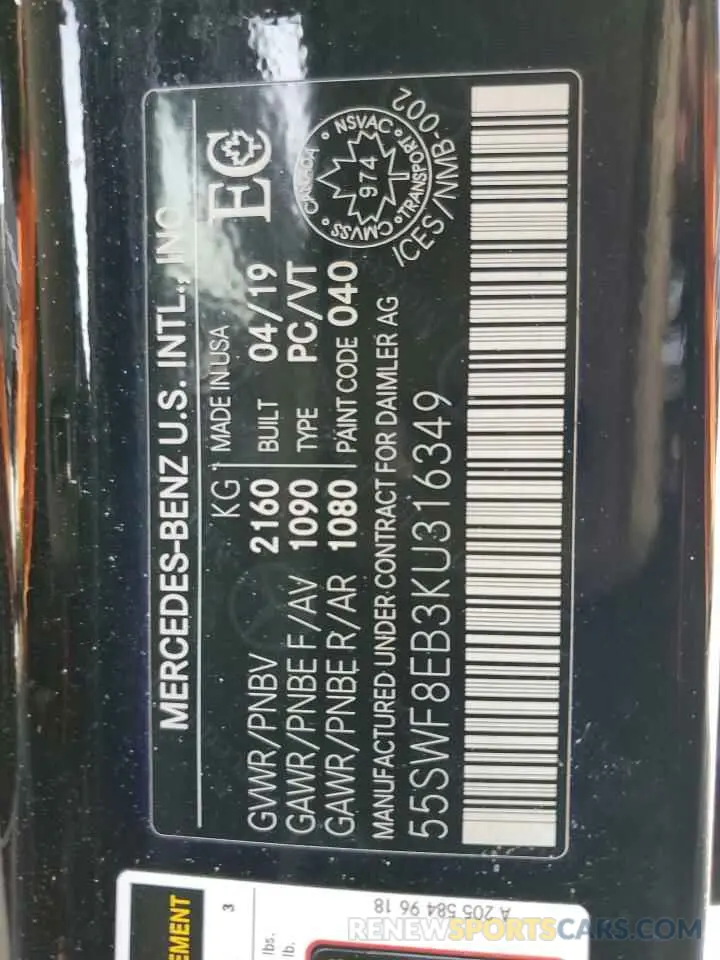 MERCEDES-BENZ U.S. INTL., INC
KG MADE IN USA
GVWR/PNBV 2160 BUILT 04/19
GAWR/PNBE F/AV 1090 TYPE PC/VT
GAWR/PNBE R/AR 1080 PAINT CODE 040
MANUFACTURED UNDER CONTRACT FOR DAIMLER AG
55SWF8EB3KU316349
EC
CANADA • NSVAC • TRANSPORT • CMVSS
974
ICES/NMB-002
EMENT
3
lbs.
lb.
A 205 584 96 18
RENEWSPORTSCARS.COM